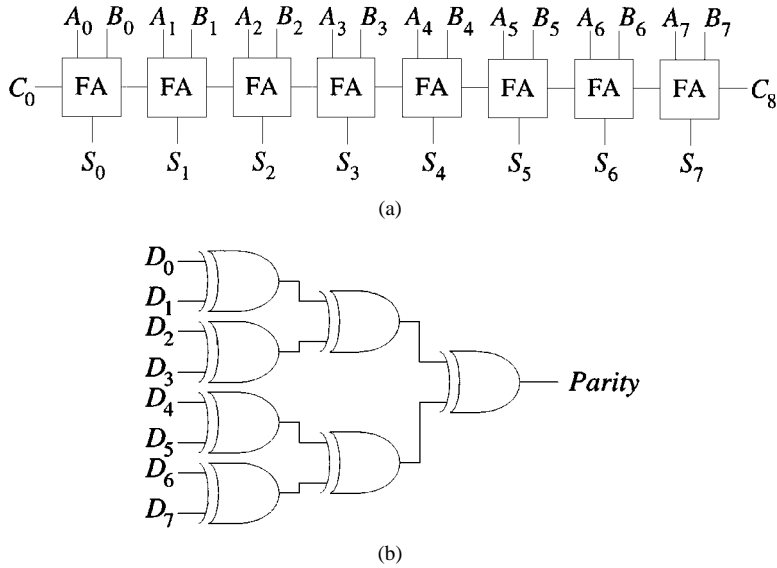 A₀ B₀ A₁ B₁ A₂ B₂ A₃ B₃ A₄ B₄ A₅ B₅ A₆ B₆ A₇ B₇
C₀ FA FA FA FA FA FA FA FA C₈
S₀ S₁ S₂ S₃ S₄ S₅ S₆ S₇
(a)
D₀
D₁
D₂
D₃
Parity
D₄
D₅
D₆
D₇
(b)